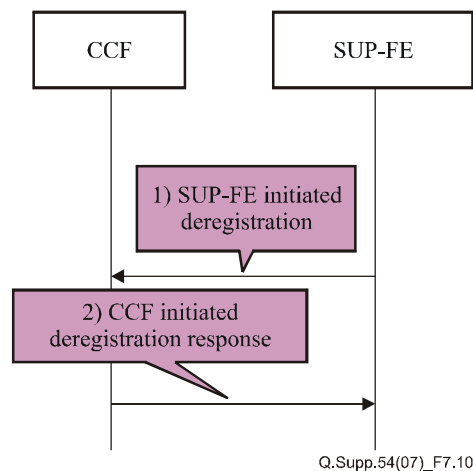 CCF
SUP-FE
1) SUP-FE initiated
deregistration
2) CCF initiated
deregistration response
Q.Supp.54(07)_F7.10